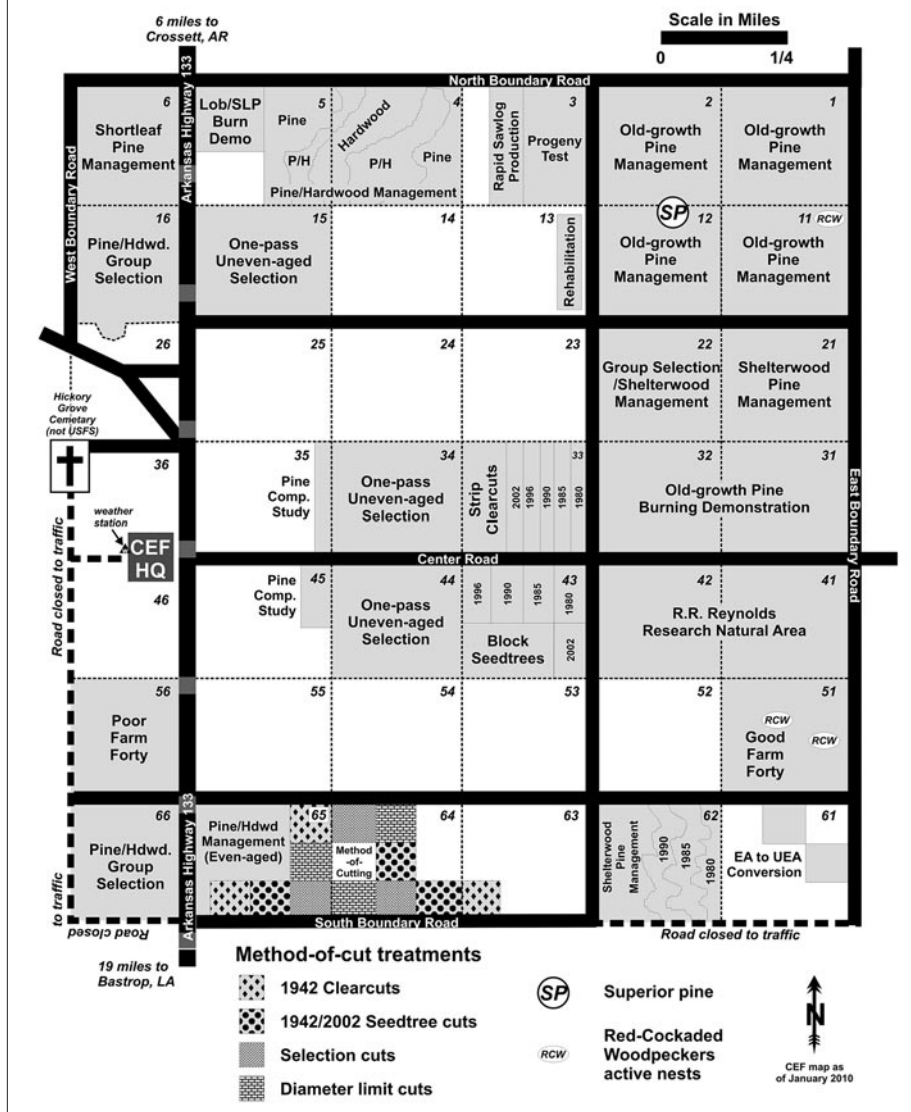 6 miles to
Crossett, AR
Scale in Miles
0 1/4
North Boundary Road
Arkansas Highway 133
West Boundary Road
East Boundary Road
6
Shortleaf
Pine
Management
Lob/SLP
Burn
Demo
5
Pine
P/H
Hardwood
4
P/H
Pine
Pine/Hardwood Management
Rapid Sawlog
Production
3
Progeny
Test
2
Old-growth
Pine
Management
1
Old-growth
Pine
Management
16
Pine/Hdwd.
Group
Selection
15
One-pass
Uneven-aged
Selection
14
13
Rehabilitation
SP
12
Old-growth
Pine
Management
11
RCW
Old-growth
Pine
Management
26
25
24
23
22
Group Selection
/Shelterwood
Management
21
Shelterwood
Pine
Management
Hickory
Grove
Cemetary
(not USFS)
36
35
Pine
Comp.
Study
34
One-pass
Uneven-aged
Selection
Strip
Clearcuts
33
2002
1996
1990
1985
1980
32
31
Old-growth Pine
Burning Demonstration
weather
station
CEF
HQ
Center Road
Road closed to traffic
46
Pine
Comp.
Study
45
44
One-pass
Uneven-aged
Selection
43
1996
1990
1985
1980
Block
Seedtrees
2002
42
41
R.R. Reynolds
Research Natural Area
56
Poor
Farm
Forty
55
54
53
52
51
RCW
Good
Farm
Forty
RCW
66
Pine/Hdwd.
Group
Selection
Arkansas Highway 133
Pine/Hdwd
Management
(Even-aged)
65
Method
-of-
Cutting
64
63
62
Shelterwood
Pine
Management
1990
1985
1980
61
EA to UEA
Conversion
to traffic
Road closed
South Boundary Road
Road closed to traffic
19 miles to
Bastrop, LA
Method-of-cut treatments
1942 Clearcuts
1942/2002 Seedtree cuts
Selection cuts
Diameter limit cuts
SP
Superior pine
RCW
Red-Cockaded
Woodpeckers
active nests
N
CEF map as
of January 2010